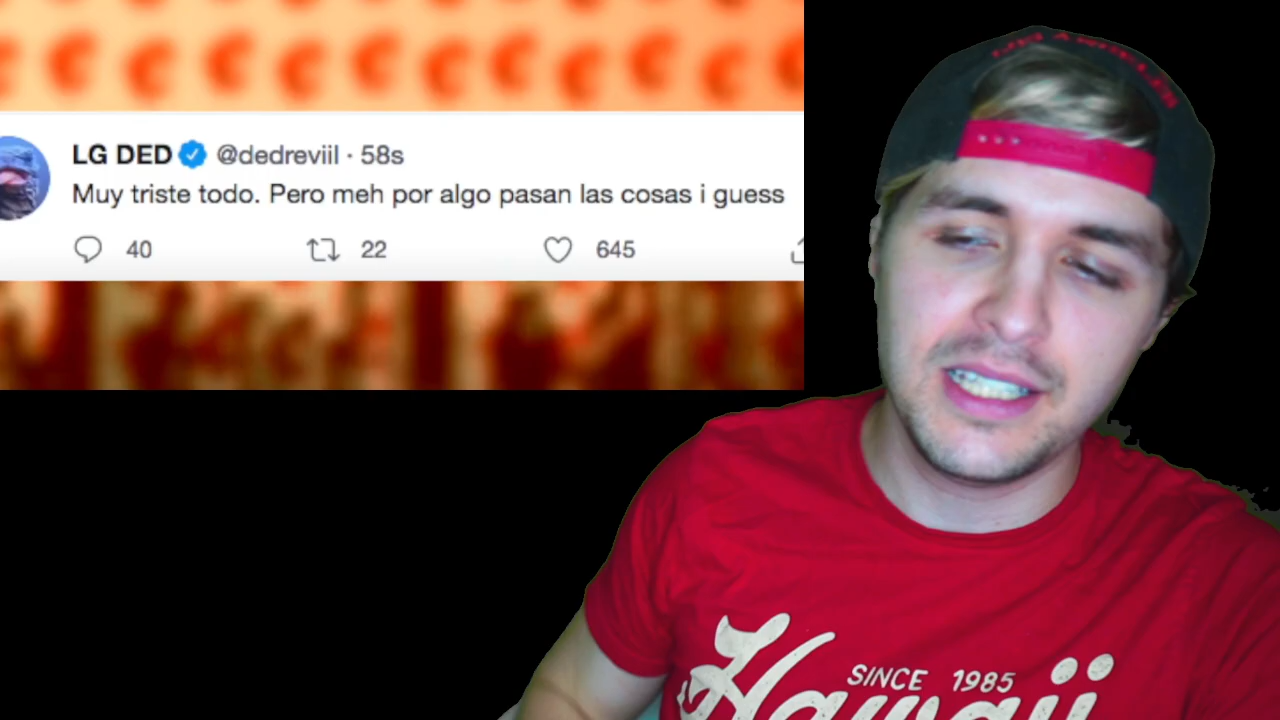 LG DED @dedreviil · 58s
Muy triste todo. Pero meh por algo pasan las cosas i guess
40 22 645
SINCE 1985
Hawaii